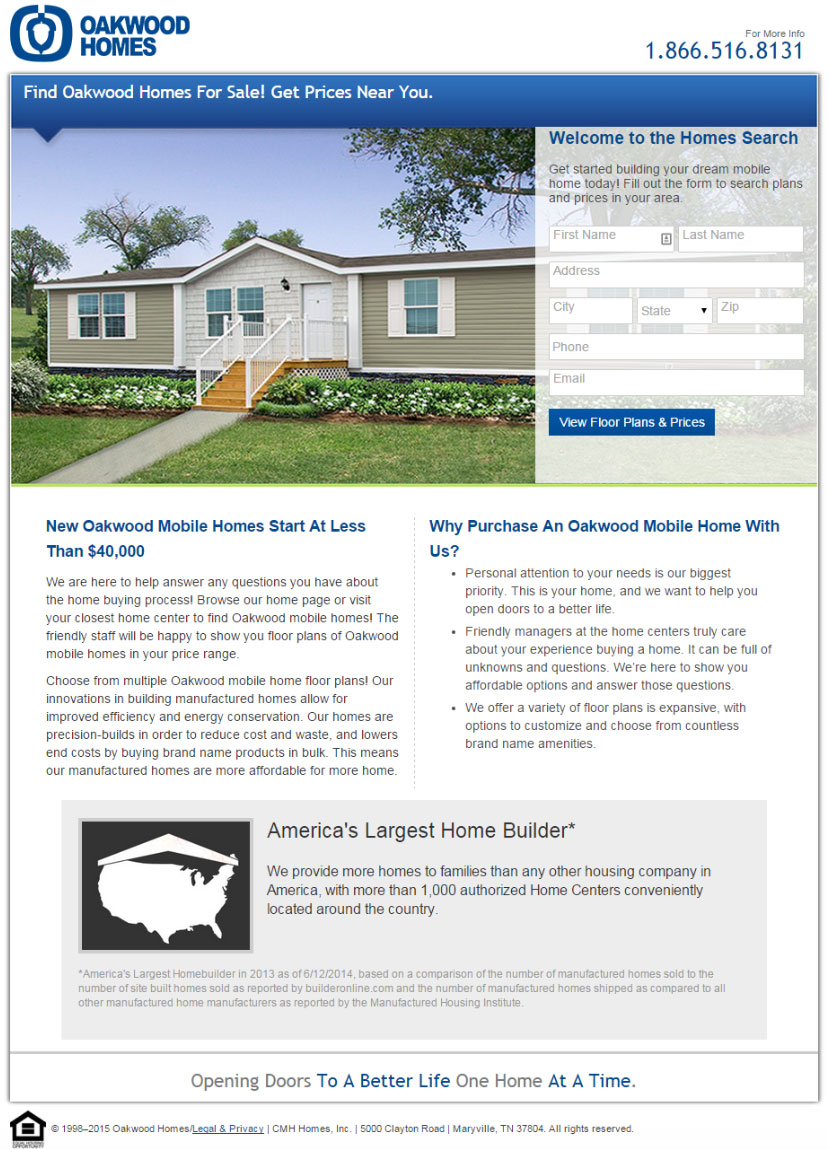 OAKWOOD
HOMES
For More Info
1.866.516.8131
Find Oakwood Homes For Sale! Get Prices Near You.
Welcome to the Homes Search
Get started building your dream mobile
home today! Fill out the form to search plans
and prices in your area.
First Name Last Name
Address
City State Zip
Phone
Email
View Floor Plans & Prices
New Oakwood Mobile Homes Start At Less
Than $40,000
We are here to help answer any questions you have about
the home buying process! Browse our home page or visit
your closest home center to find Oakwood mobile homes! The
friendly staff will be happy to show you floor plans of Oakwood
mobile homes in your price range.
Choose from multiple Oakwood mobile home floor plans! Our
innovations in building manufactured homes allow for
improved efficiency and energy conservation. Our homes are
precision-builds in order to reduce cost and waste, and lowers
end costs by buying brand name products in bulk. This means
our manufactured homes are more affordable for more home.
Why Purchase An Oakwood Mobile Home With
Us?
• Personal attention to your needs is our biggest
priority. This is your home, and we want to help you
open doors to a better life.
• Friendly managers at the home centers truly care
about your experience buying a home. It can be full of
unknowns and questions. We're here to show you
affordable options and answer those questions.
• We offer a variety of floor plans is expansive, with
options to customize and choose from countless
brand name amenities.
America's Largest Home Builder*
We provide more homes to families than any other housing company in
America, with more than 1,000 authorized Home Centers conveniently
located around the country.
*America's Largest Homebuilder in 2013 as of 6/12/2014, based on a comparison of the number of manufactured homes sold to the
number of site built homes sold as reported by builderonline.com and the number of manufactured homes shipped as compared to all
other manufactured home manufacturers as reported by the Manufactured Housing Institute.
Opening Doors To A Better Life One Home At A Time.
EQUAL HOUSING
OPPORTUNITY
© 1998–2015 Oakwood Homes/Legal & Privacy | CMH Homes, Inc. | 5000 Clayton Road | Maryville, TN 37804. All rights reserved.